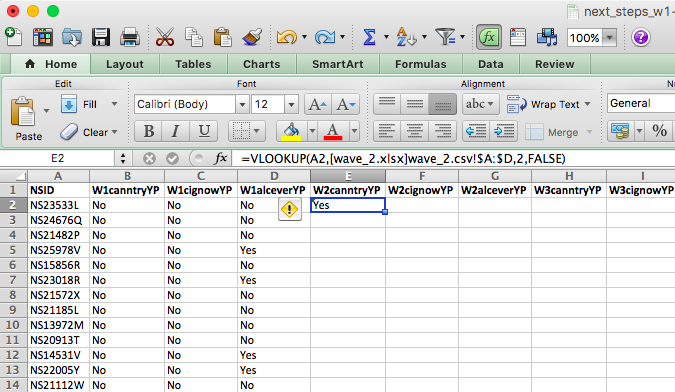 next_steps_w1-
100%
Home Layout Tables Charts SmartArt Formulas Data Review
Edit Font Alignment
Paste Fill Clear Calibri (Body) 12 A A B I U A abc Wrap Text Merge General %
E2 fx =VLOOKUP(A2,[wave_2.xlsx]wave_2.csv!$A:$D,2,FALSE)
A B C D E F G H I
1 NSID W1canntryYP W1cignowYP W1alceverYP W2canntryYP W2cignowYP W2alceverYP W3canntryYP W3cignowYP
2 NS23533L No No No Yes
3 NS24676Q No No No
4 NS21482P No No No
5 NS25978V No No Yes
6 NS15856R No No No
7 NS23018R No No Yes
8 NS21572X No No No
9 NS21185L No No No
10 NS13972M No No No
11 NS20913T No No No
12 NS14531V No No Yes
13 NS22005Y No No Yes
14 NS21112W No No No